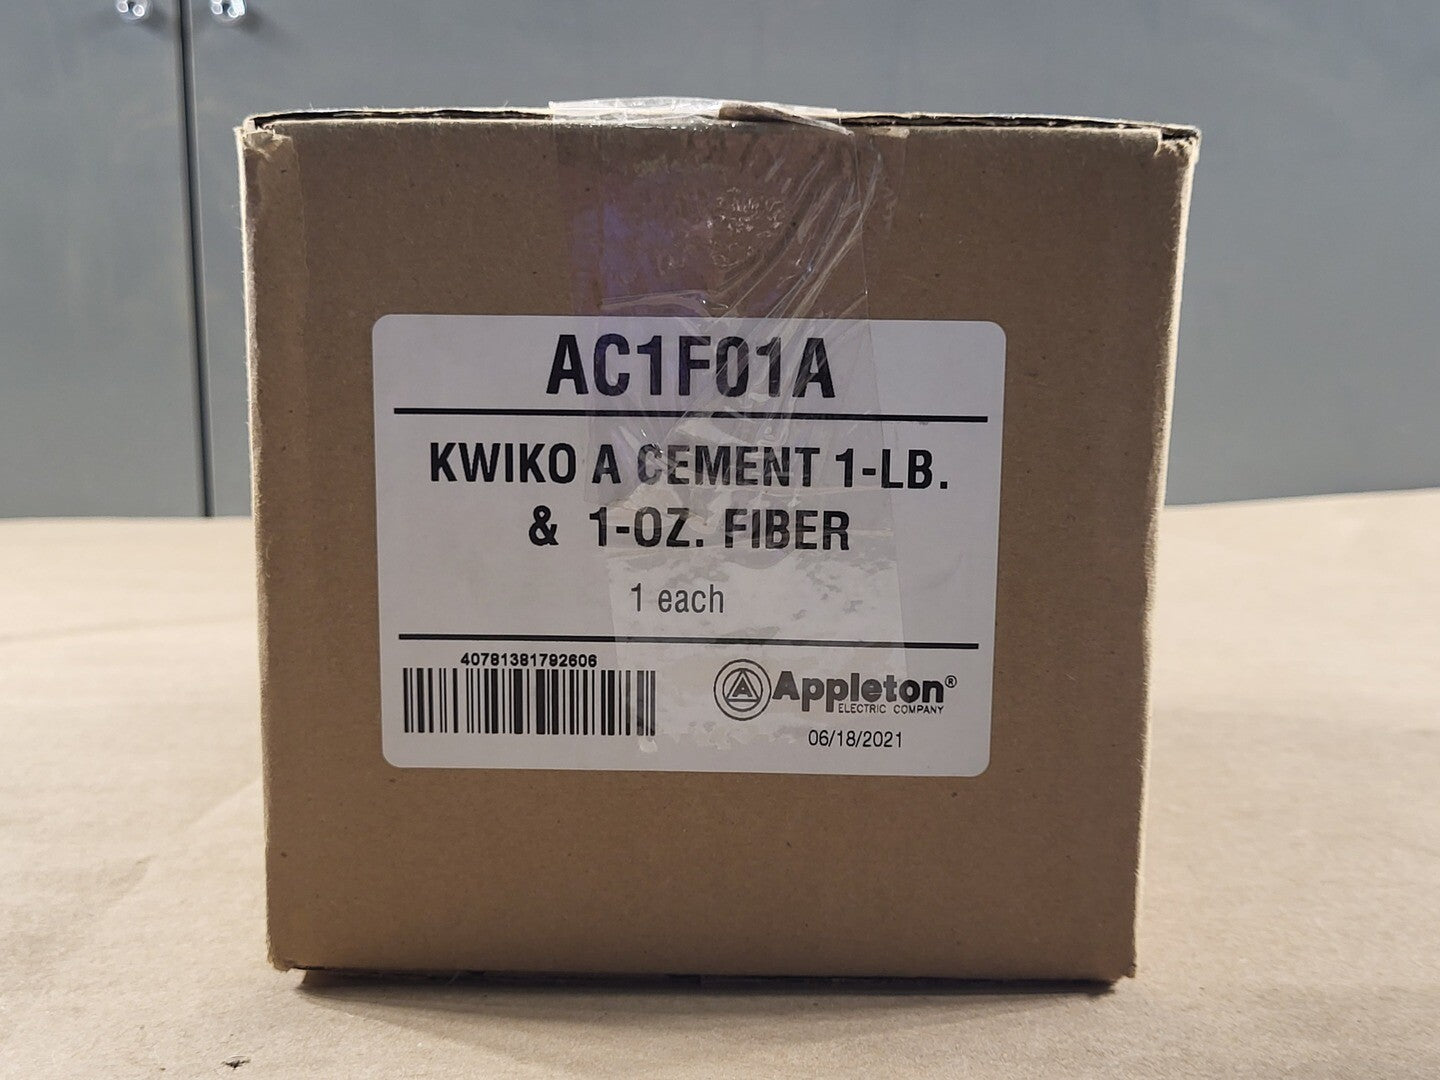 AC1F01A
KWIKO A CEMENT 1-LB.
& 1-OZ. FIBER
1 each
40781381792606
A Appleton®
ELECTRIC COMPANY
06/18/2021